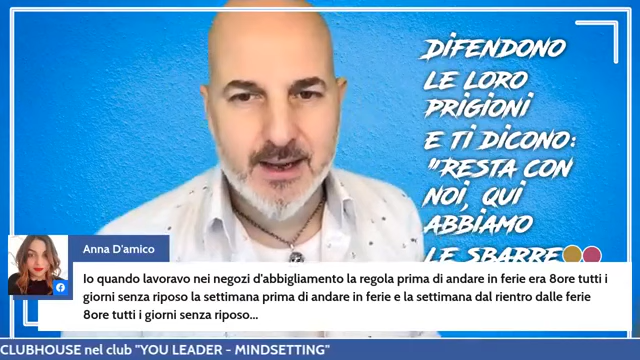 DIFENDONO
LE LORO
PRIGIONI
E TI DICONO:
"RESTA CON
NOI, QUI
ABBIAMO
LE SBARRE
Anna D'amico
Io quando lavoravo nei negozi d'abbigliamento la regola prima di andare in ferie era 8ore tutti i
giorni senza riposo la settimana prima di andare in ferie e la settimana dal rientro dalle ferie
8ore tutti i giorni senza riposo...
CLUBHOUSE nel club "YOU LEADER - MINDSETTING"